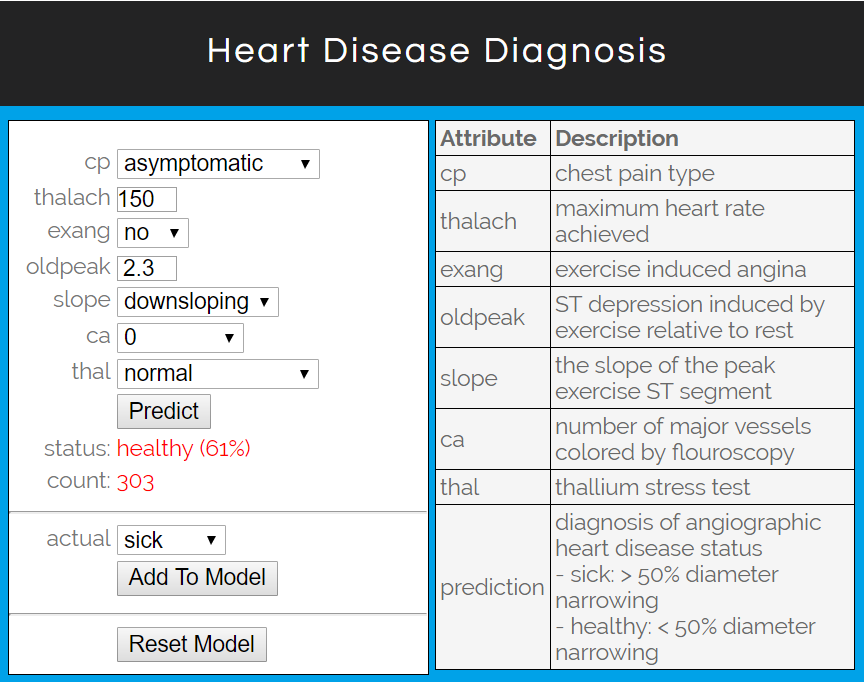 Heart Disease Diagnosis
cp asymptomatic
thalach 150
exang no
oldpeak 2.3
slope downsloping
ca 0
thal normal
Predict
status: healthy (61%)
count: 303
actual sick
Add To Model
Reset Model
Attribute Description
cp chest pain type
thalach maximum heart rate
achieved
exang exercise induced angina
oldpeak ST depression induced by
exercise relative to rest
slope the slope of the peak
exercise ST segment
ca number of major vessels
colored by flouroscopy
thal thallium stress test
prediction diagnosis of angiographic
heart disease status
- sick: > 50% diameter
narrowing
- healthy: < 50% diameter
narrowing